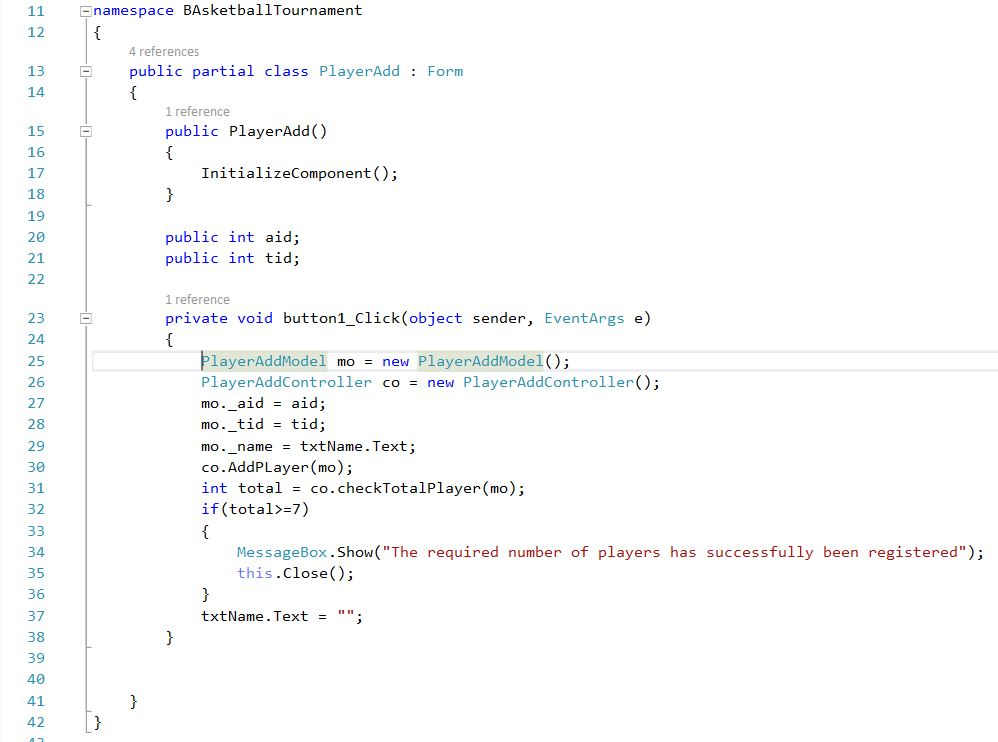 11 namespace BAsketballTournament
12 {
4 references
13 public partial class PlayerAdd : Form
14 {
1 reference
15 public PlayerAdd()
16 {
17 InitializeComponent();
18 }
19
20 public int aid;
21 public int tid;
22
1 reference
23 private void button1_Click(object sender, EventArgs e)
24 {
25 PlayerAddModel mo = new PlayerAddModel();
26 PlayerAddController co = new PlayerAddController();
27 mo._aid = aid;
28 mo._tid = tid;
29 mo._name = txtName.Text;
30 co.AddPLayer(mo);
31 int total = co.checkTotalPlayer(mo);
32 if(total>=7)
33 {
34 MessageBox.Show("The required number of players has successfully been registered");
35 this.Close();
36 }
37 txtName.Text = "";
38 }
39
40
41 }
42 }